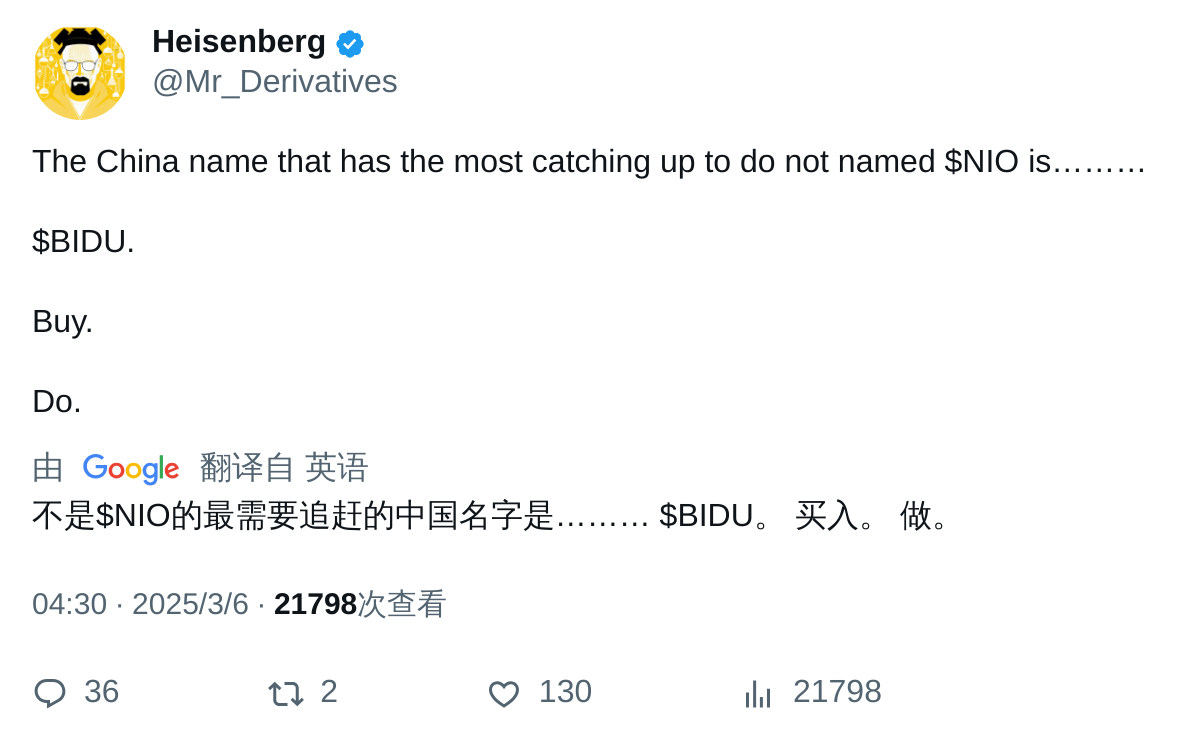 Heisenberg
@Mr_Derivatives
The China name that has the most catching up to do not named $NIO is………
$BIDU.
Buy.
Do.
由 Google 翻译自 英语
不是$NIO的最需要追赶的中国名字是……… $BIDU。 买入。 做。
04:30 · 2025/3/6 · 21798次查看
36 2 130 21798